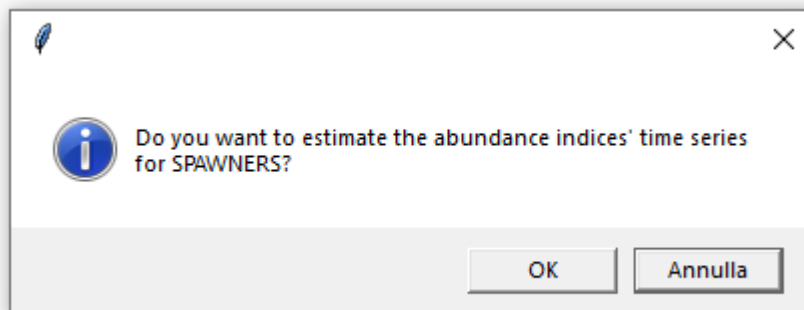 Do you want to estimate the abundance indices' time series
for SPAWNERS?
OK
Annulla